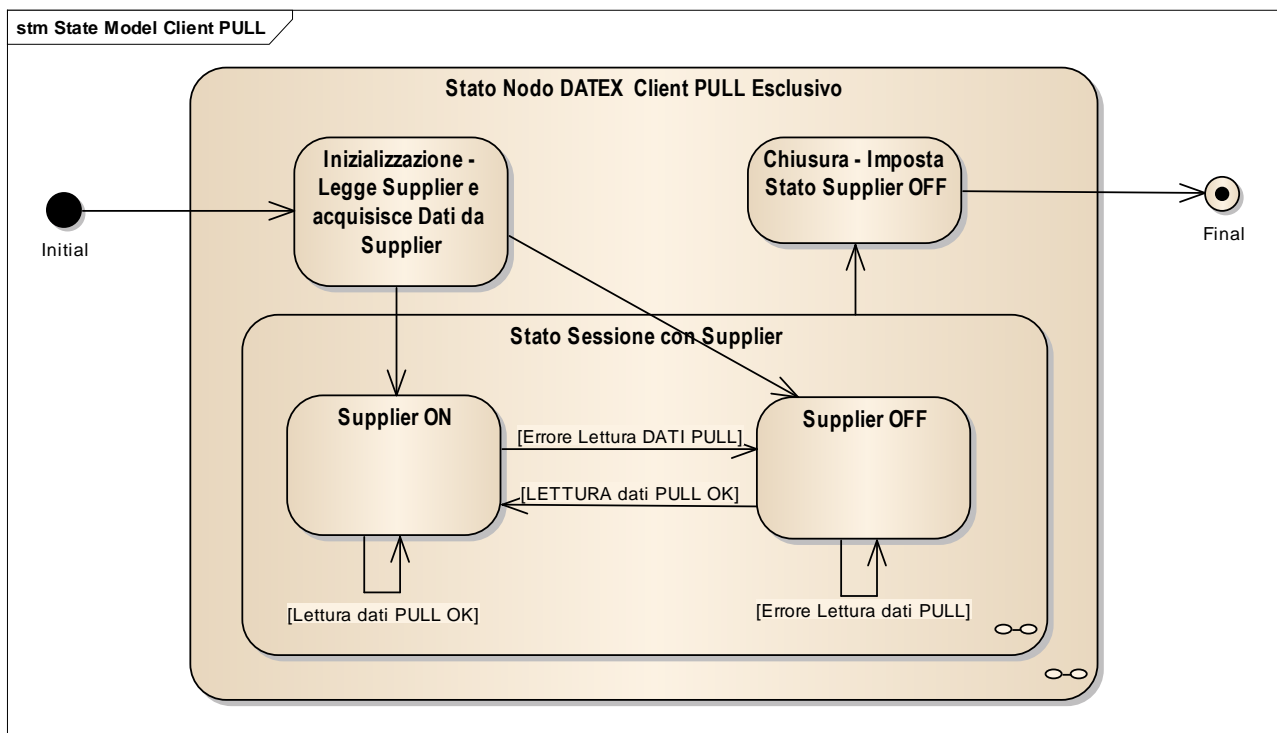 stm State Model Client PULL
Stato Nodo DATEX Client PULL Esclusivo
Inizializzazione -
Legge Supplier e
acquisisce Dati da
Supplier
Chiusura - Imposta
Stato Supplier OFF
Initial
Final
Stato Sessione con Supplier
Supplier ON
Supplier OFF
[Errore Lettura DATI PULL]
[LETTURA dati PULL OK]
[Lettura dati PULL OK]
[Errore Lettura dati PULL]